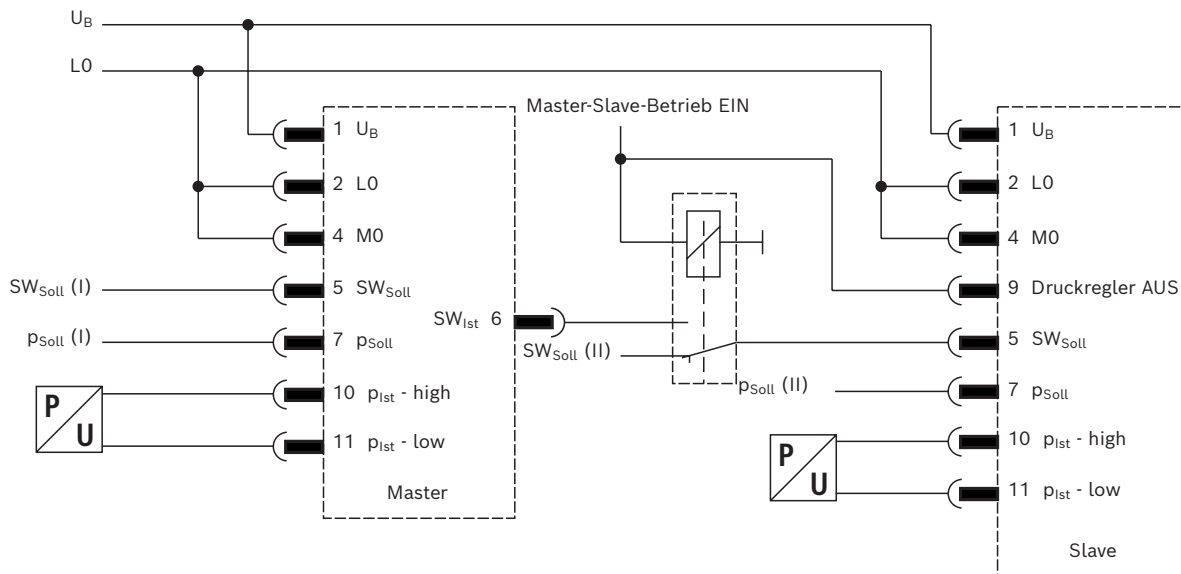 U_B
L0
Master-Slave-Betrieb EIN
1 U_B
2 L0
4 M0
SW_Soll (I)
5 SW_Soll
p_Soll (I)
7 p_Soll
P
U
10 p_Ist - high
11 p_Ist - low
Master
SW_Ist 6
SW_Soll (II)
p_Soll (II)
1 U_B
2 L0
4 M0
9 Druckregler AUS
5 SW_Soll
7 p_Soll
P
U
10 p_Ist - high
11 p_Ist - low
Slave